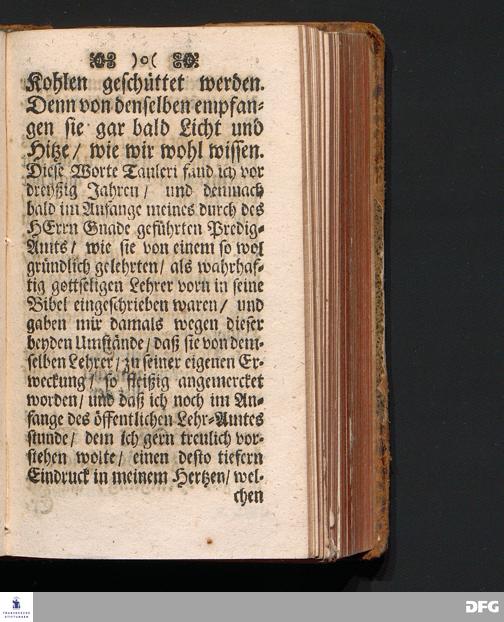 )o(
Kohlen geschüttet werden.
Denn von denselben empfan-
gen sie gar bald Licht und
Hitze/ wie wir wohl wissen.
Diese Worte Tauleri fand ich vor
dreyßig Jahren/ und demnach
bald im Anfange meines durch des
HErrn Gnade geführten Predig-
Amts/ wie sie von einem so wol
gründlich gelehrten/ als wahrhaf-
tig gottseligen Lehrer vorn in seine
Bibel eingeschrieben waren/ und
gaben mir damals wegen dieser
beyden Umstände/ daß sie von dem-
selben Lehrer/ zu seiner eigenen Er-
weckung/ so fleißig angemercket
worden/ und daß ich noch im An-
fange des öffentlichen Lehr-Amtes
stunde/ dem ich gern treulich vor-
stehen wolte/ einen desto tiefern
Eindruck in meinem Hertzen/ wel-
chen
FRANCKESCHE
STIFTUNGEN
DFG